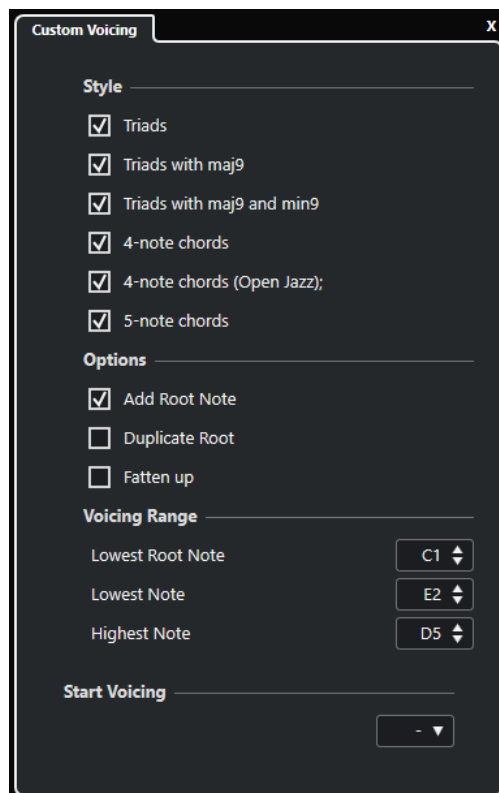 Custom Voicing X
Style
Triads
Triads with maj9
Triads with maj9 and min9
4-note chords
4-note chords (Open Jazz);
5-note chords
Options
Add Root Note
Duplicate Root
Fatten up
Voicing Range
Lowest Root Note C1
Lowest Note E2
Highest Note D5
Start Voicing
-